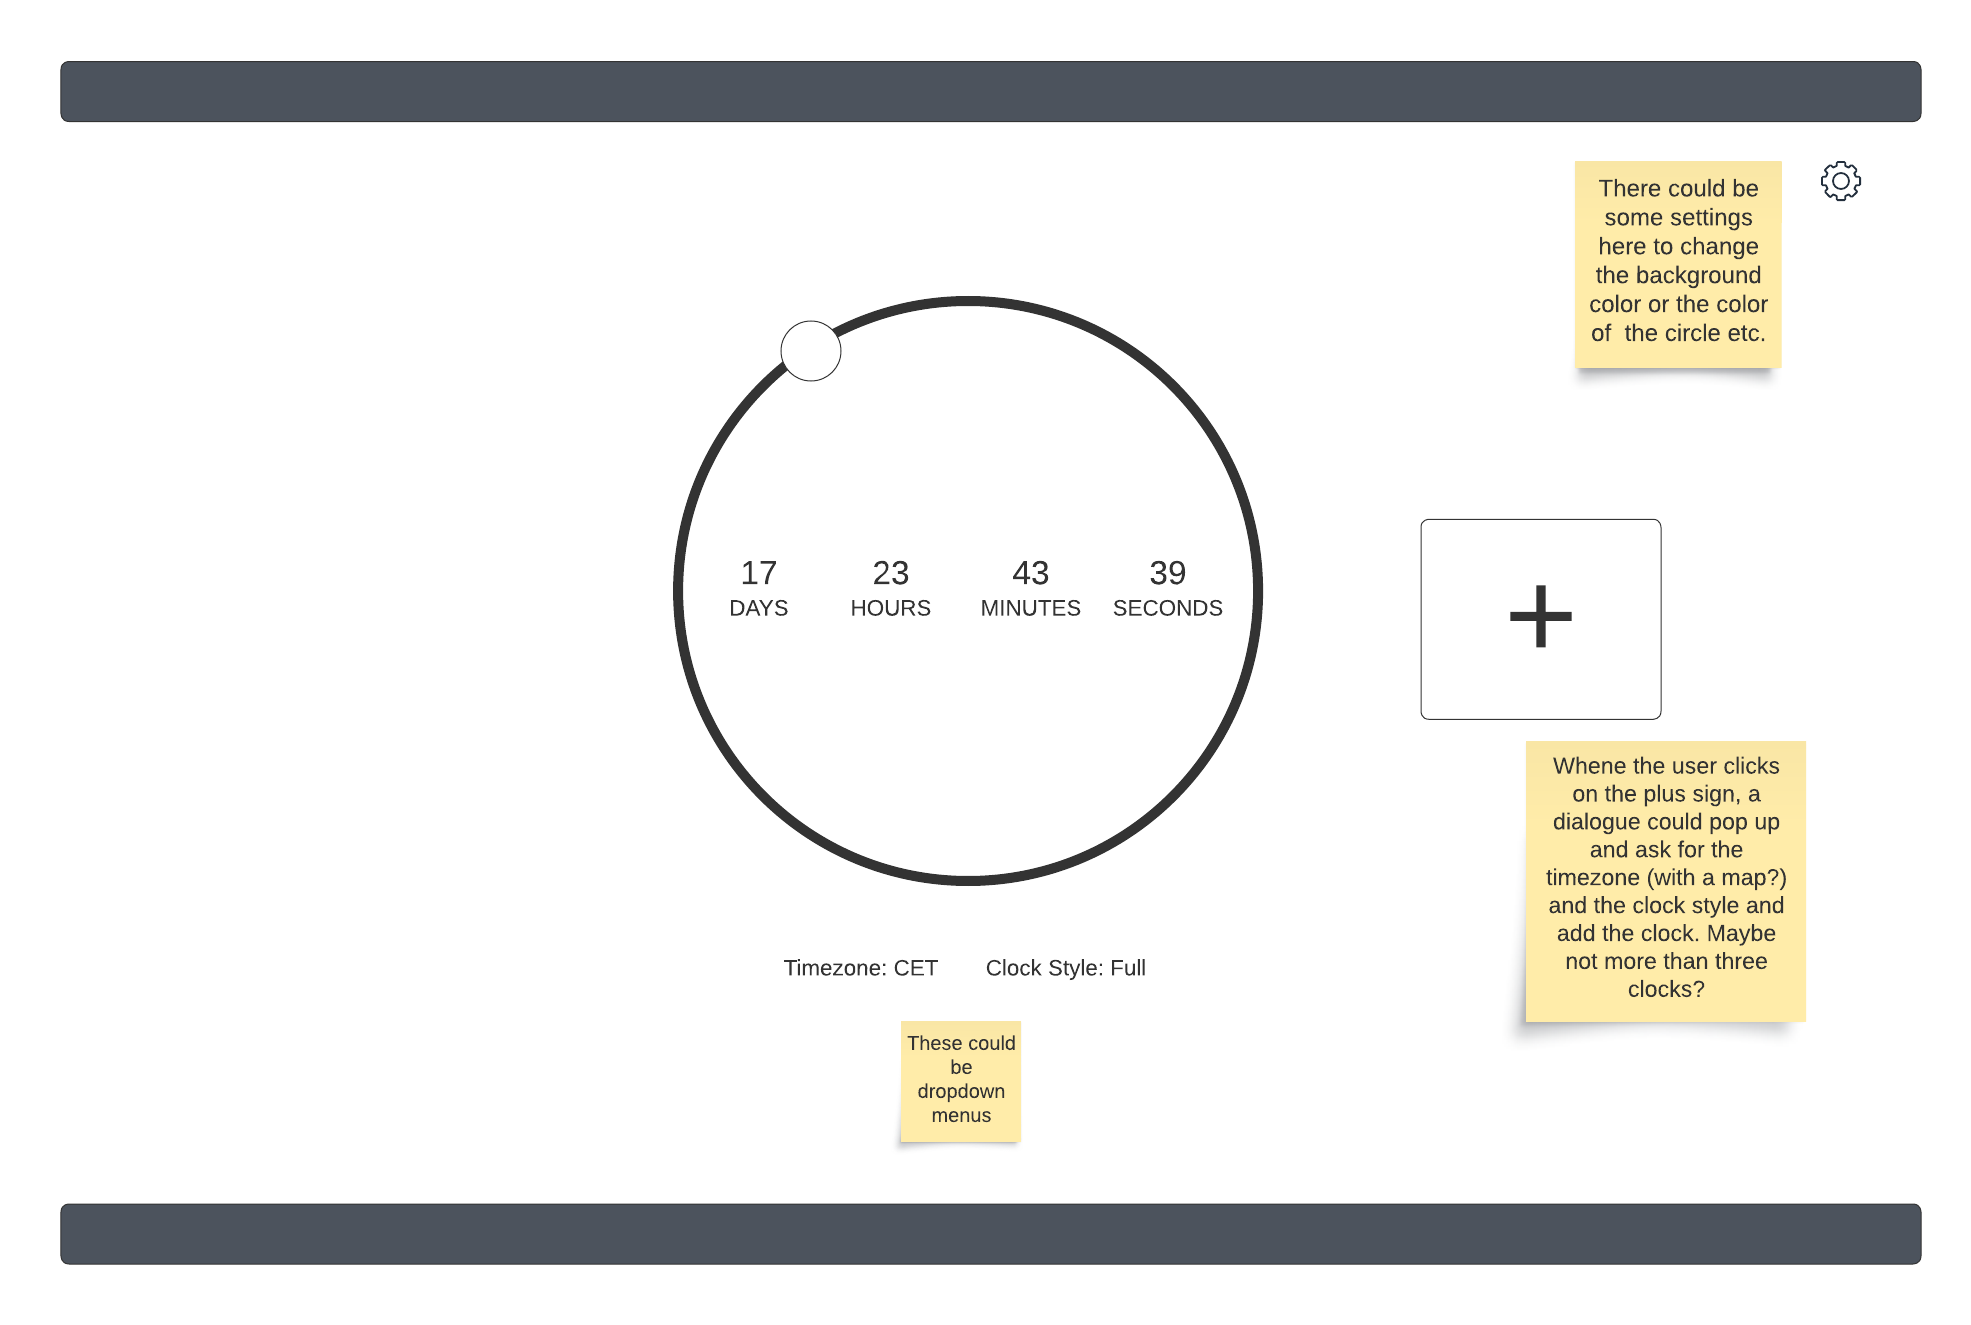 There could be
some settings
here to change
the background
color or the color
of  the circle etc.
17
DAYS
23
HOURS
43
MINUTES
39
SECONDS
Whene the user clicks
on the plus sign, a
dialogue could pop up
and ask for the
timezone (with a map?)
and the clock style and
add the clock. Maybe
not more than three
clocks?
Timezone: CET
Clock Style: Full
These could
be
dropdown
menus